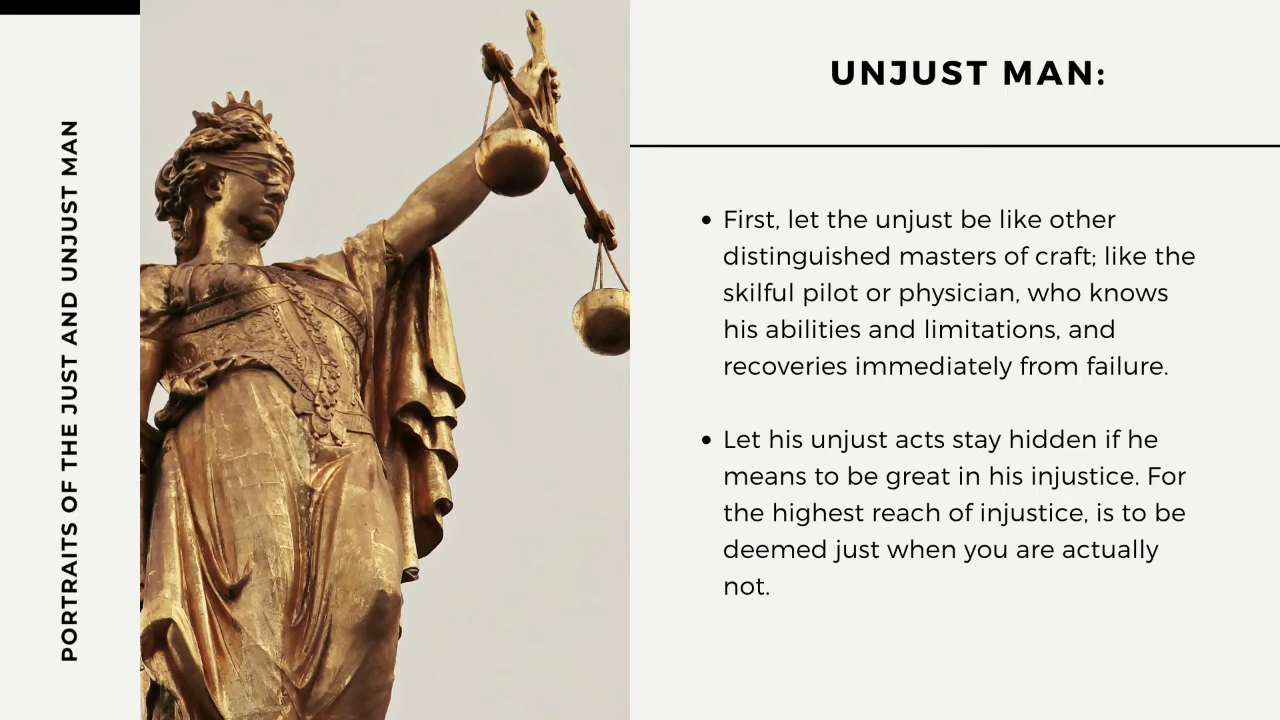 PORTRAITS OF THE JUST AND UNJUST MAN
UNJUST MAN:
• First, let the unjust be like other
distinguished masters of craft; like the
skilful pilot or physician, who knows
his abilities and limitations, and
recoveries immediately from failure.
• Let his unjust acts stay hidden if he
means to be great in his injustice. For
the highest reach of injustice, is to be
deemed just when you are actually
not.